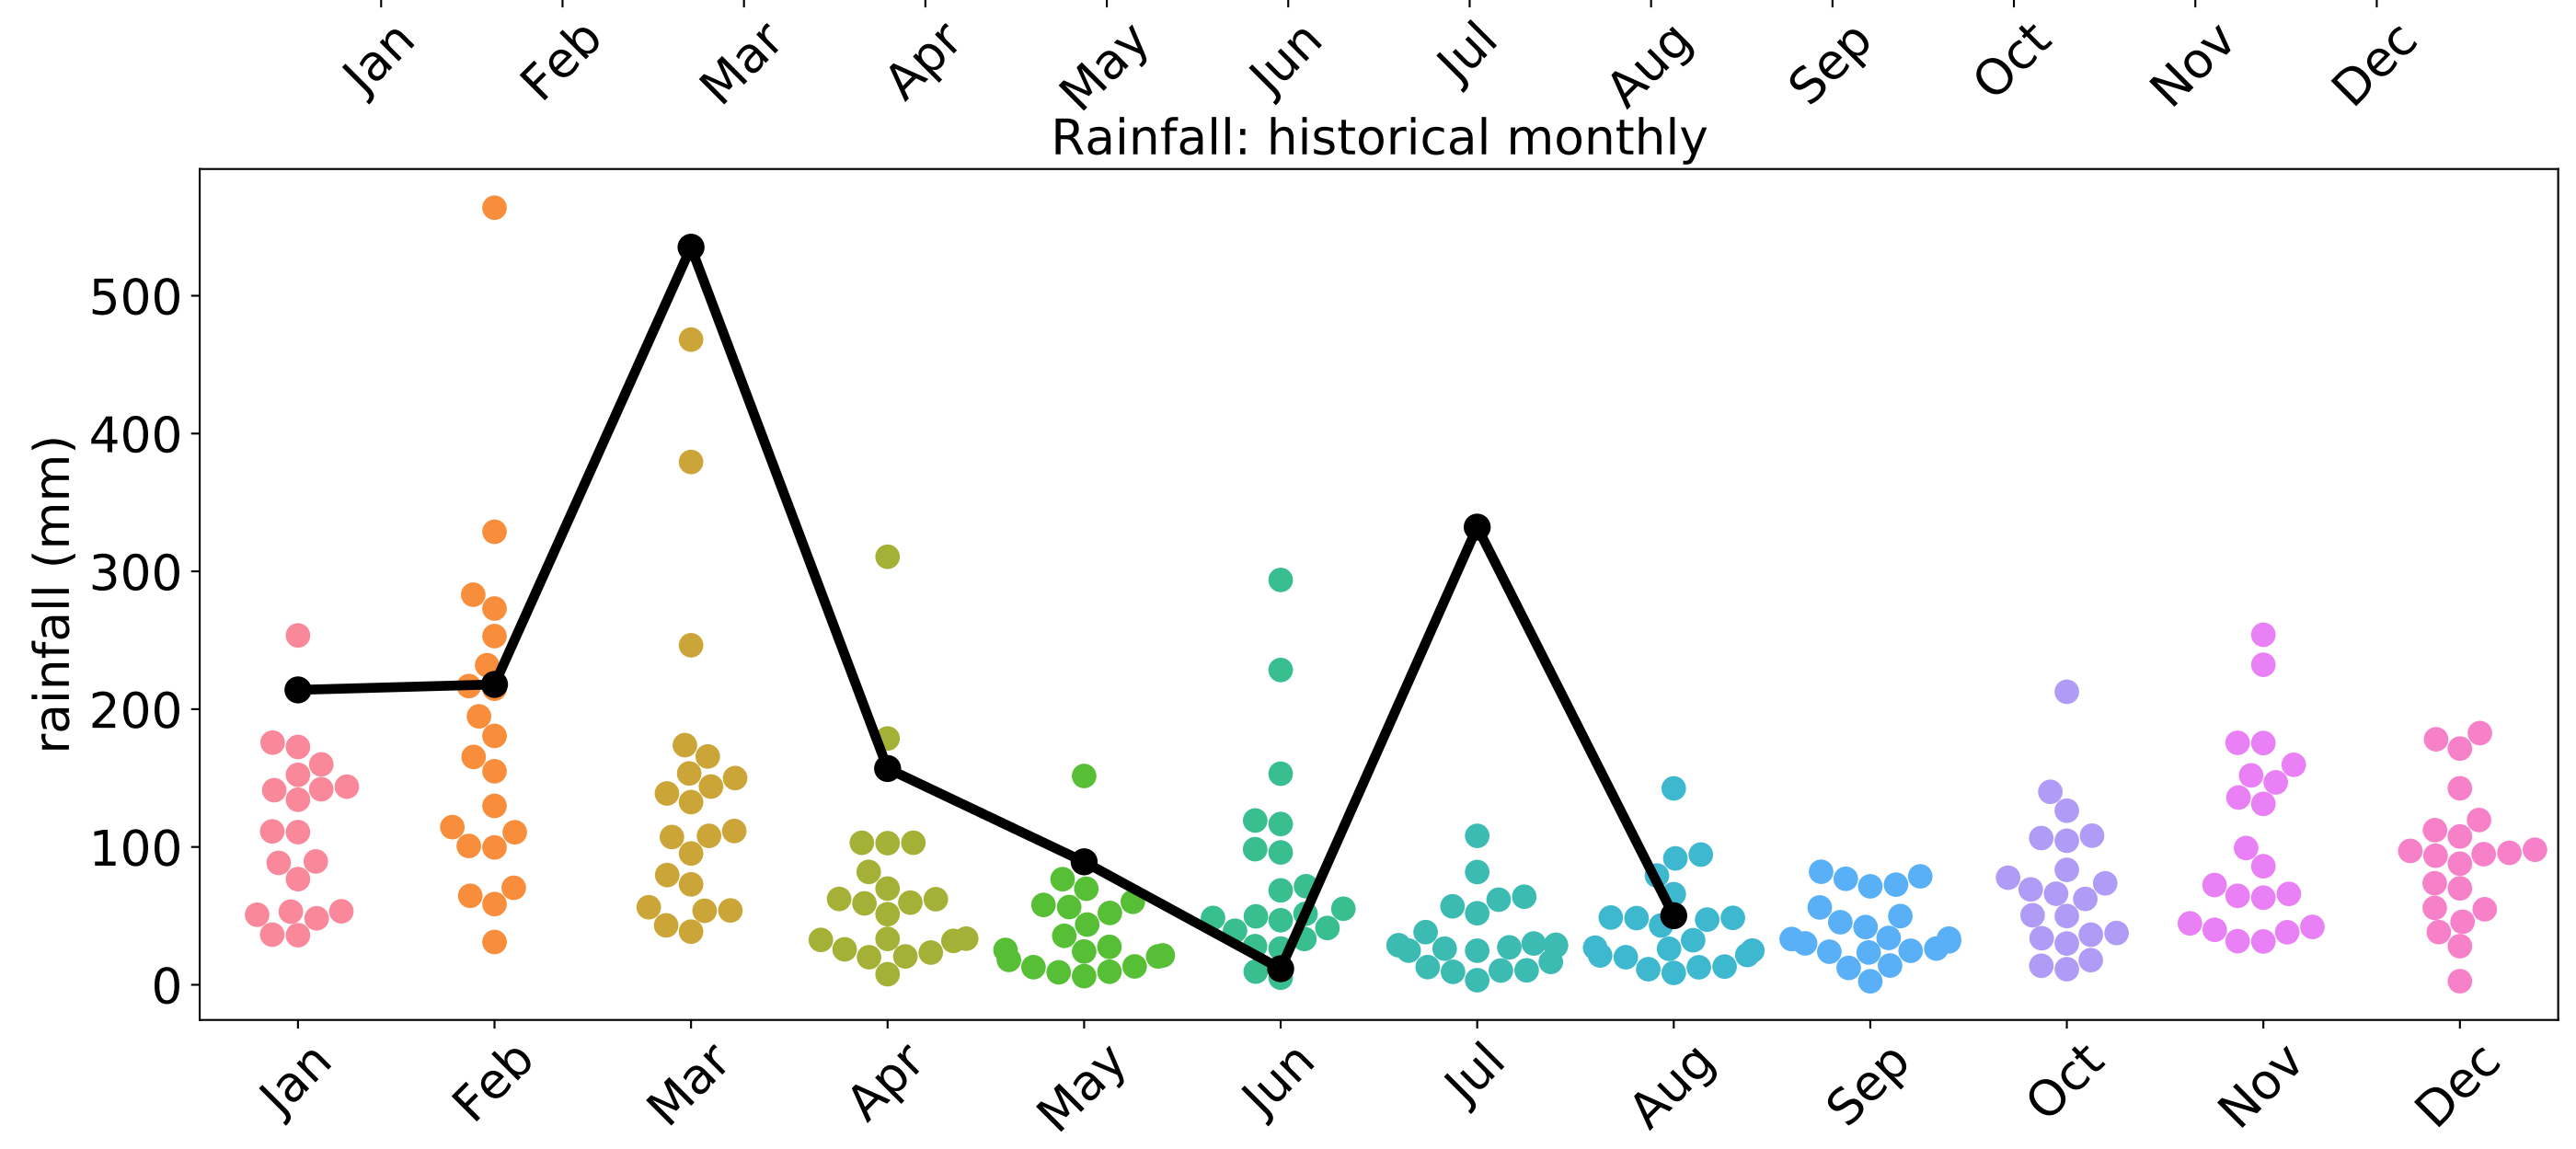 Jan Feb Mar Apr May Jun Jul Aug Sep Oct Nov Dec
Rainfall: historical monthly
rainfall (mm)
500
400
300
200
100
0
Jan Feb Mar Apr May Jun Jul Aug Sep Oct Nov Dec